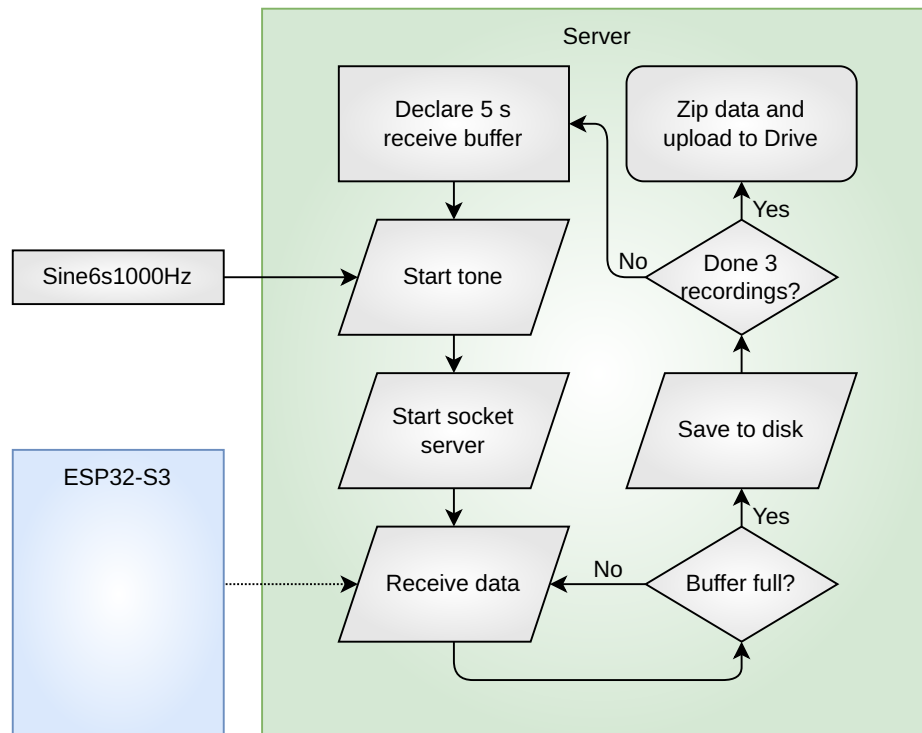 Server
Declare 5 s
receive buffer
Zip data and
upload to Drive
Yes
No
Done 3
recordings?
Sine6s1000Hz
Start tone
Start socket
server
Save to disk
ESP32-S3
Yes
No
Receive data
Buffer full?